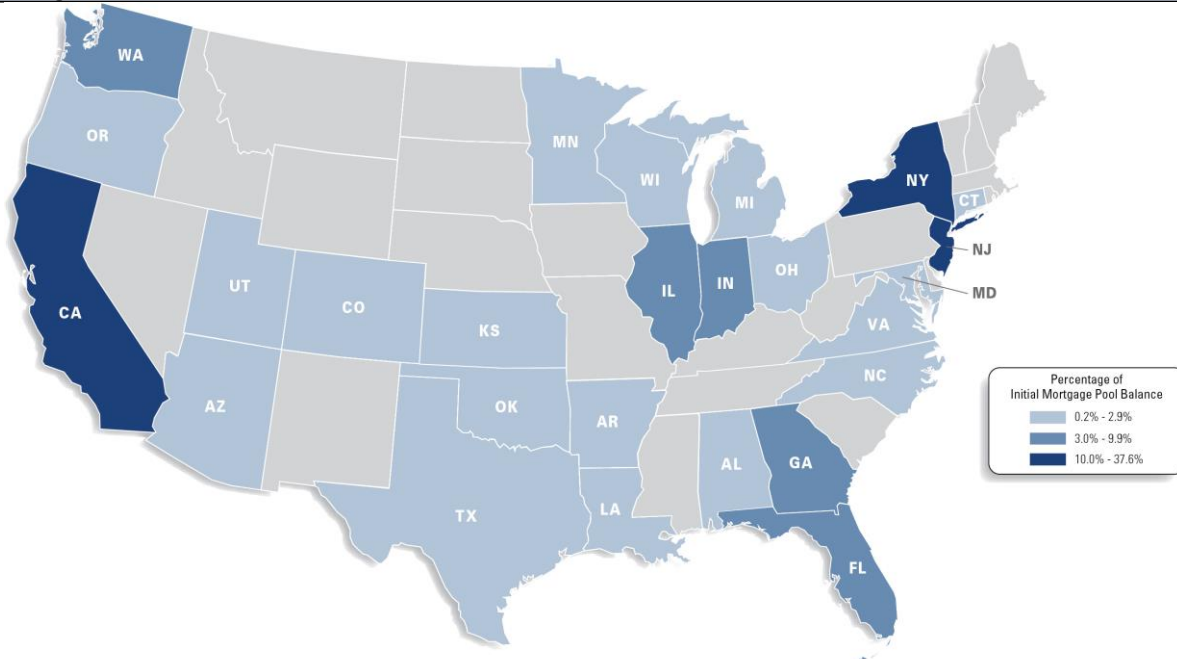 WA
OR
MN
WI
MI
NY
CT
NJ
CA
UT
CO
KS
IL
IN
OH
MD
VA
AZ
OK
AR
NC
TX
LA
AL
GA
FL
Percentage of
Initial Mortgage Pool Balance
0.2% - 2.9%
3.0% - 9.9%
10.0% - 37.6%